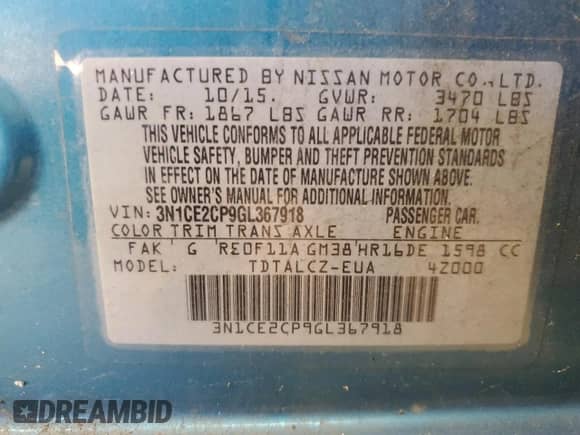 MANUFACTURED BY NISSAN MOTOR CO., LTD.
DATE: 10/15. GVWR: 3470 LBS
GAWR FR: 1867 LBS GAWR RR: 1704 LBS
THIS VEHICLE CONFORMS TO ALL APPLICABLE FEDERAL MOTOR
VEHICLE SAFETY, BUMPER AND THEFT PREVENTION STANDARDS
IN EFFECT ON THE DATE OF MANUFACTURE SHOWN ABOVE.
SEE OWNER'S MANUAL FOR ADDITIONAL INFORMATION.
VIN: 3N1CE2CP9GL367918 PASSENGER CAR.
COLOR TRIM TRANS AXLE ENGINE
FAK G RE0F11A GM38 HR16DE 1598 CC
MODEL: TDTALCZ-EUA 4Z000
3N1CE2CP9GL367918
DREAMBID